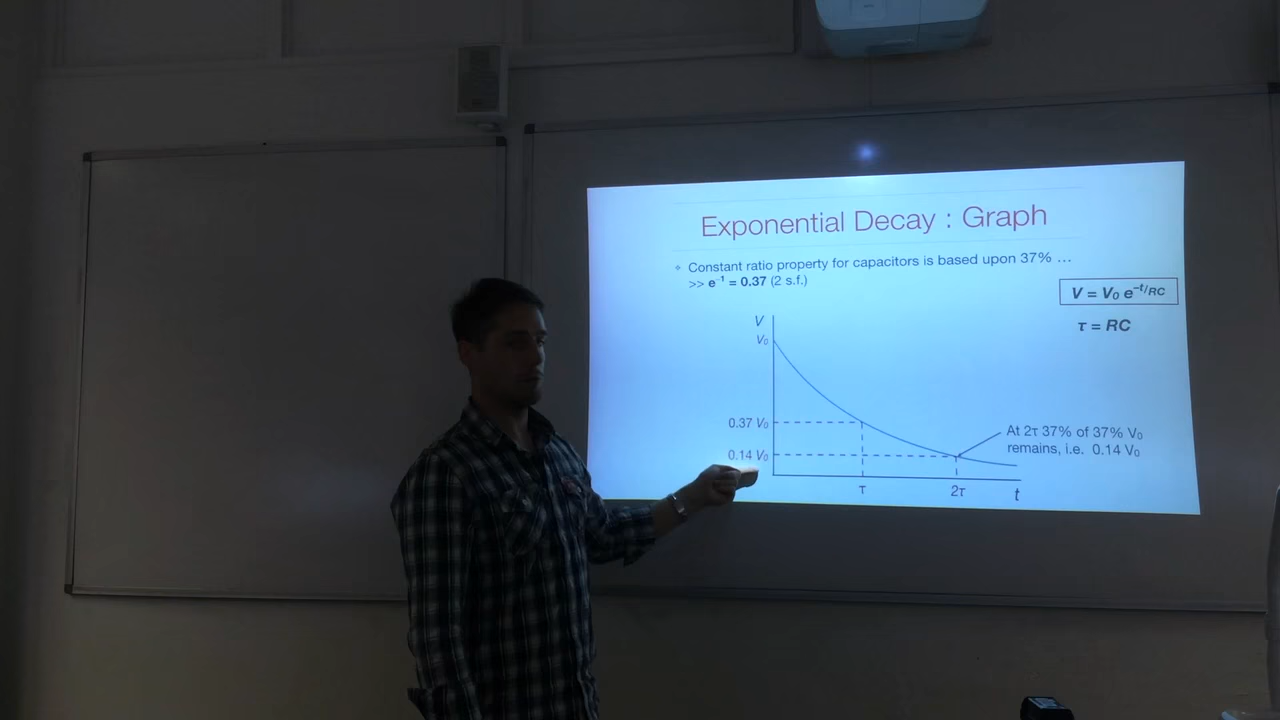 Exponential Decay : Graph
Constant ratio property for capacitors is based upon 37% …
>> e⁻¹ = 0.37 (2 s.f.)
V = V₀ e^–t/RC
τ = RC
V
V₀
0.37 V₀
0.14 V₀
At 2τ 37% of 37% V₀
remains, i.e. 0.14 V₀
τ
2τ
t